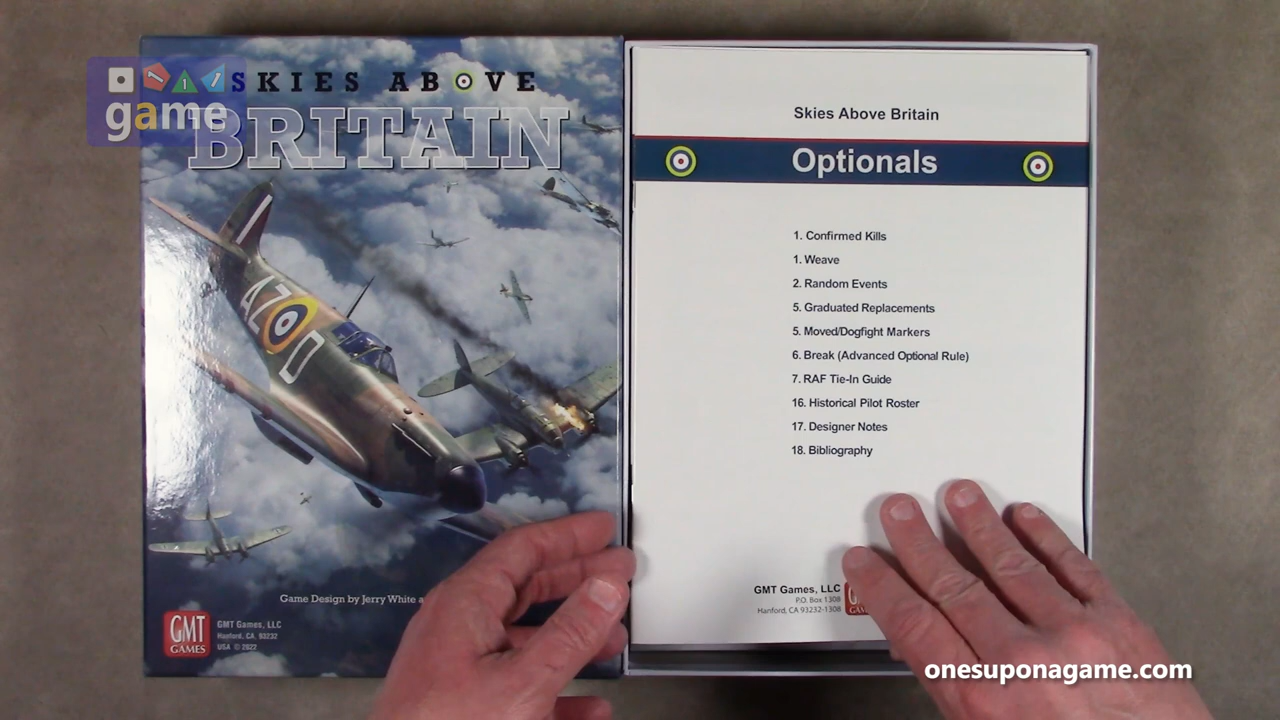 game
SKIES ABOVE
BRITAIN
AZ D
Game Design by Jerry White
GMT
GAMES
GMT Games, LLC
Hanford, CA, 93232
USA © 2022
Skies Above Britain
Optionals
1. Confirmed Kills
1. Weave
2. Random Events
5. Graduated Replacements
5. Moved/Dogfight Markers
6. Break (Advanced Optional Rule)
7. RAF Tie-In Guide
16. Historical Pilot Roster
17. Designer Notes
18. Bibliography
GMT Games, LLC
P.O. Box 1308
Hanford, CA 93232-1308
onesuponagame.com